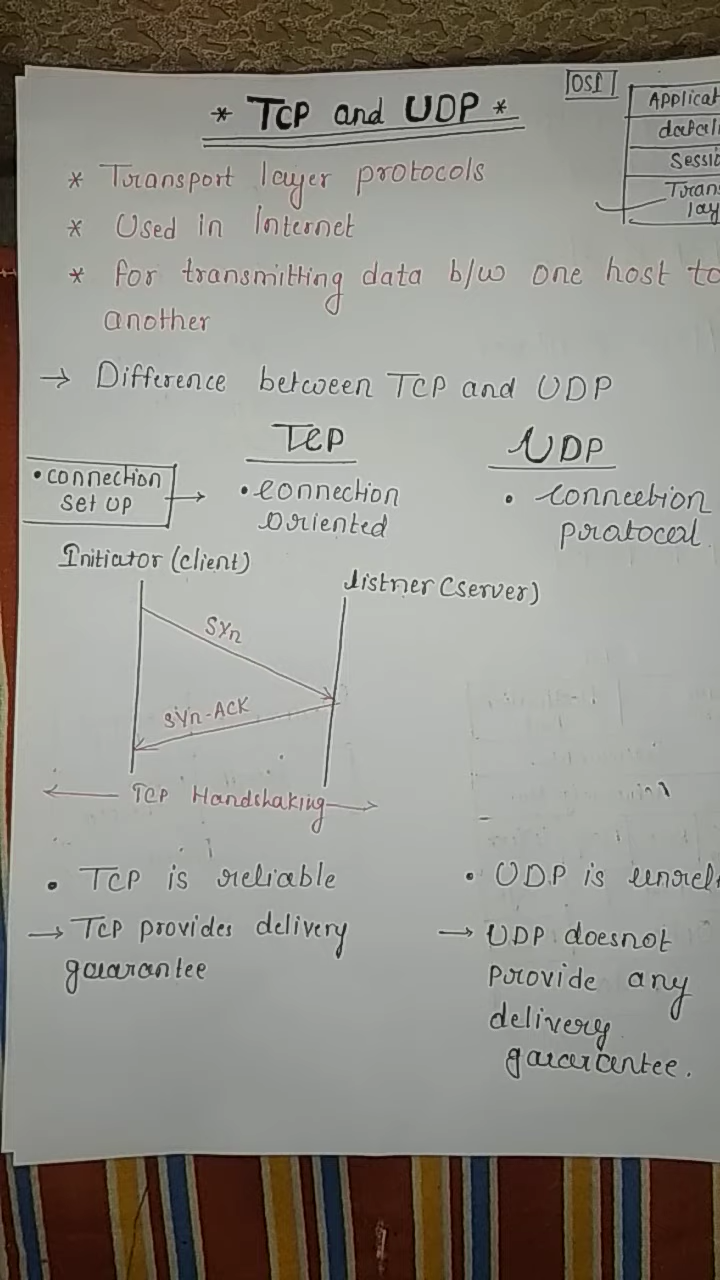 * TCP and UDP *
OSI
Applicat
Sessio
Trans
lay
* Transport layer protocols
* Used in Internet
* for transmitting data b/w one host to
another
→ Difference between TCP and UDP
TCP
UDP
• connection
set up
• connection
oriented
• connection
protocol
Initiator (client)
listner (server)
Syn
Syn-ACK
TCP Handshaking
• TCP is reliable
• UDP is unreli
→ TCP provides delivery
guarantee
→ UDP doesnot
provide any
delivery
guarantee.